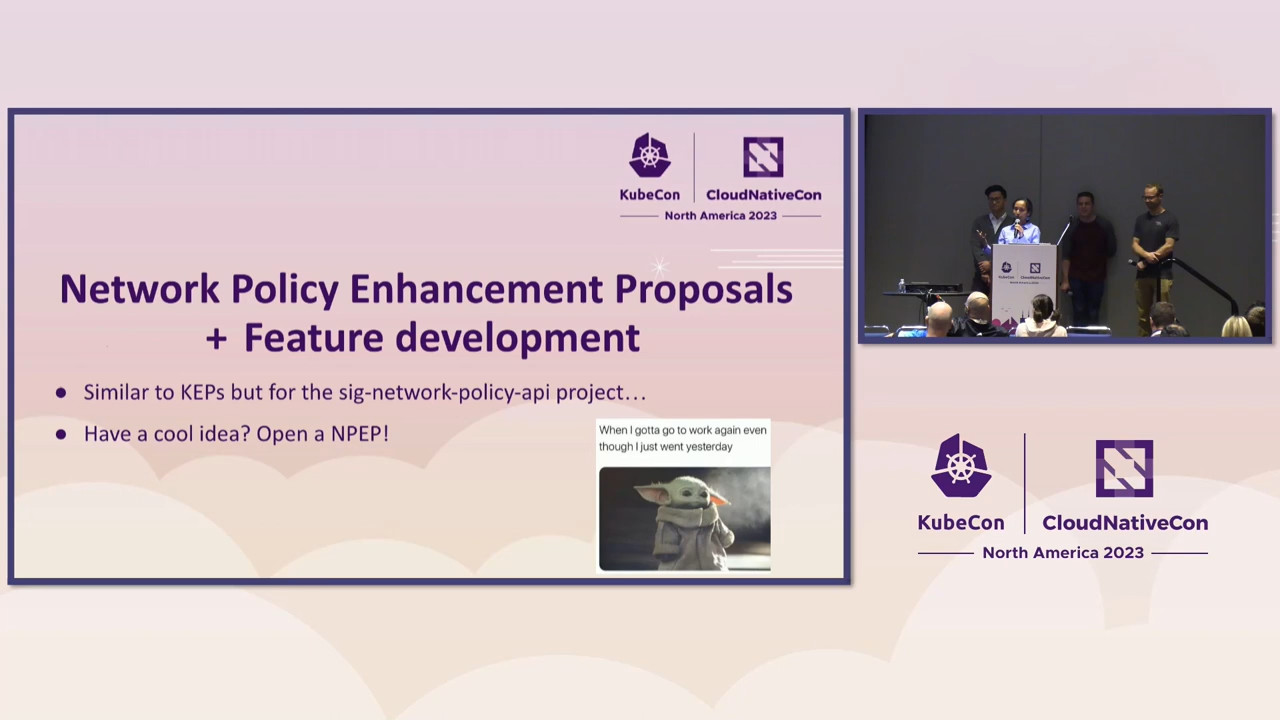 KubeCon
CloudNativeCon
North America 2023
Network Policy Enhancement Proposals
+ Feature development
● Similar to KEPs but for the sig-network-policy-api project…
● Have a cool idea? Open a NPEP!
When I gotta go to work again even
though I just went yesterday
KubeCon
CloudNativeCon
KubeCon
CloudNativeCon
North America 2023